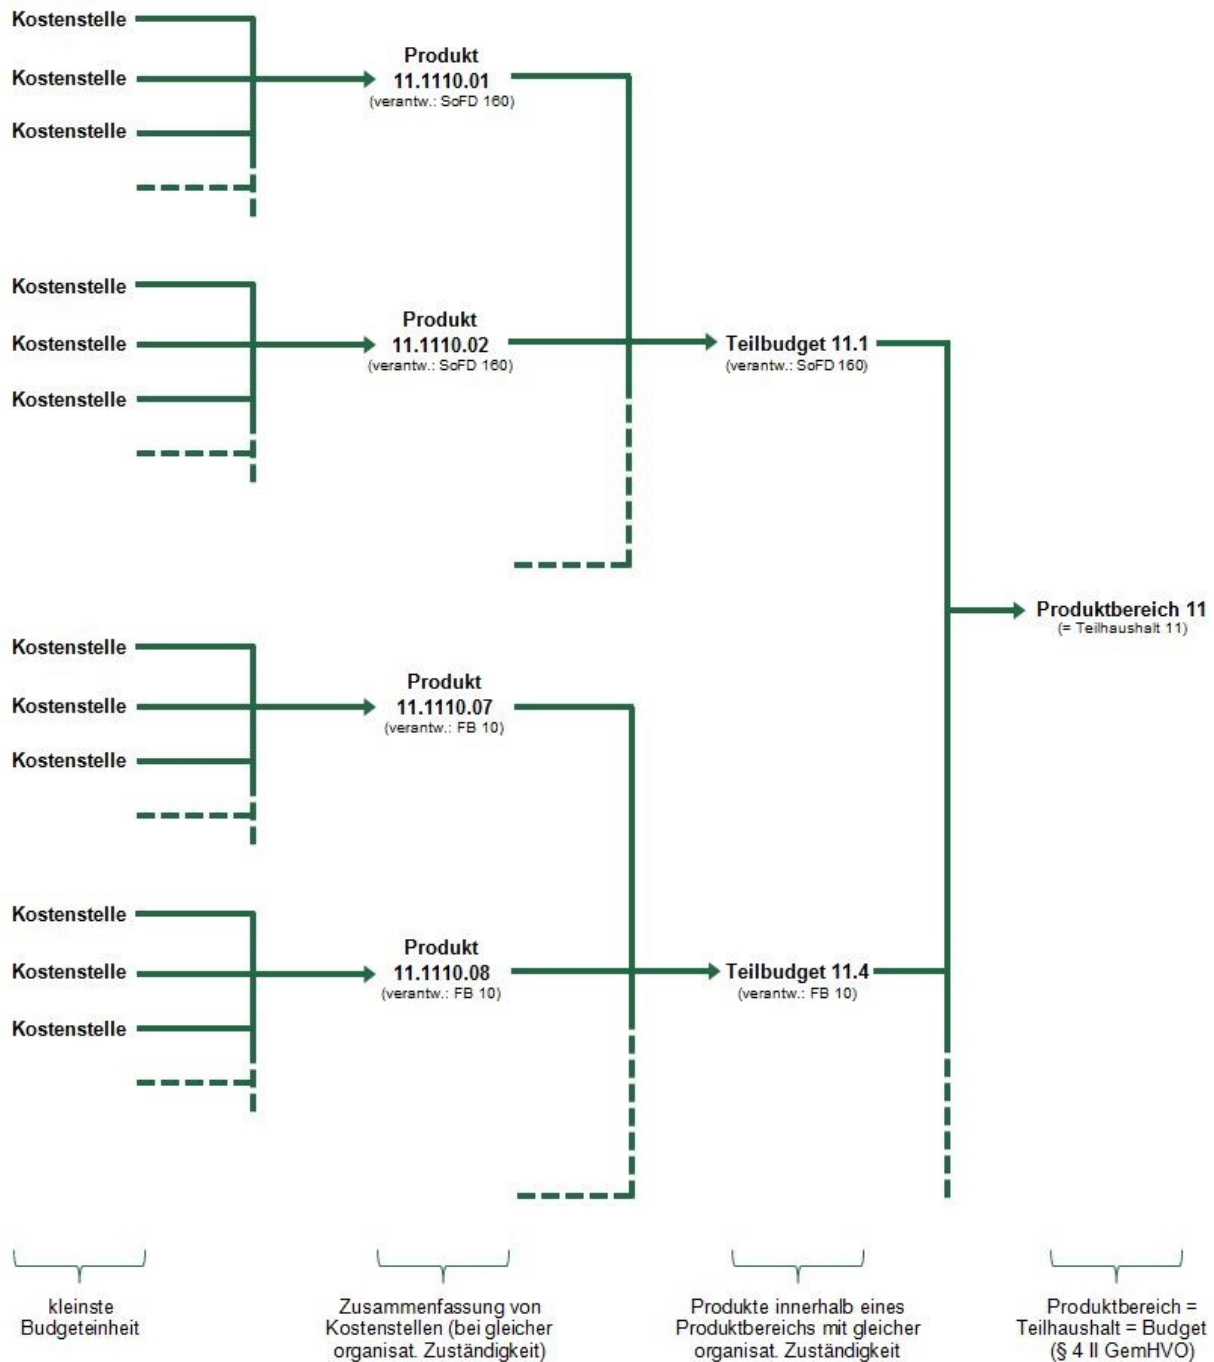 Kostenstelle
Kostenstelle
Kostenstelle
Produkt
11.1110.01
(verantw.: SoFD 160)
Kostenstelle
Kostenstelle
Kostenstelle
Produkt
11.1110.02
(verantw.: SoFD 160)
Teilbudget 11.1
(verantw.: SoFD 160)
Produktbereich 11
(= Teilhaushalt 11)
Kostenstelle
Kostenstelle
Kostenstelle
Produkt
11.1110.07
(verantw.: FB 10)
Kostenstelle
Kostenstelle
Kostenstelle
Produkt
11.1110.08
(verantw.: FB 10)
Teilbudget 11.4
(verantw.: FB 10)
kleinste
Budgeteinheit
Zusammenfassung von
Kostenstellen (bei gleicher
organisat. Zuständigkeit)
Produkte innerhalb eines
Produktbereichs mit gleicher
organisat. Zuständigkeit
Produktbereich =
Teilhaushalt = Budget
(§ 4 II GemHVO)